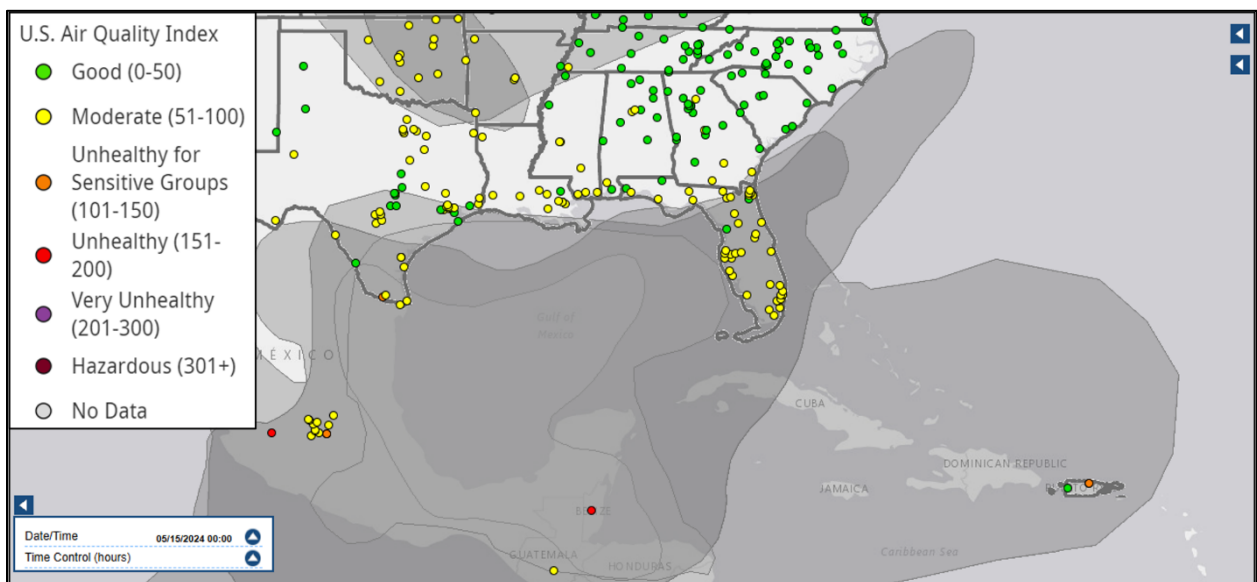 U.S. Air Quality Index
Good (0-50)
Moderate (51-100)
Unhealthy for
Sensitive Groups
(101-150)
Unhealthy (151-
200)
Very Unhealthy
(201-300)
Hazardous (301+)
No Data
Gulf of
Mexico
MÉXICO
CUBA
DOMINICAN REPUBLIC
JAMAICA
BELIZE
Caribbean Sea
GUATEMALA
HONDURAS
Date/Time 05/15/2024 00:00
Time Control (hours)